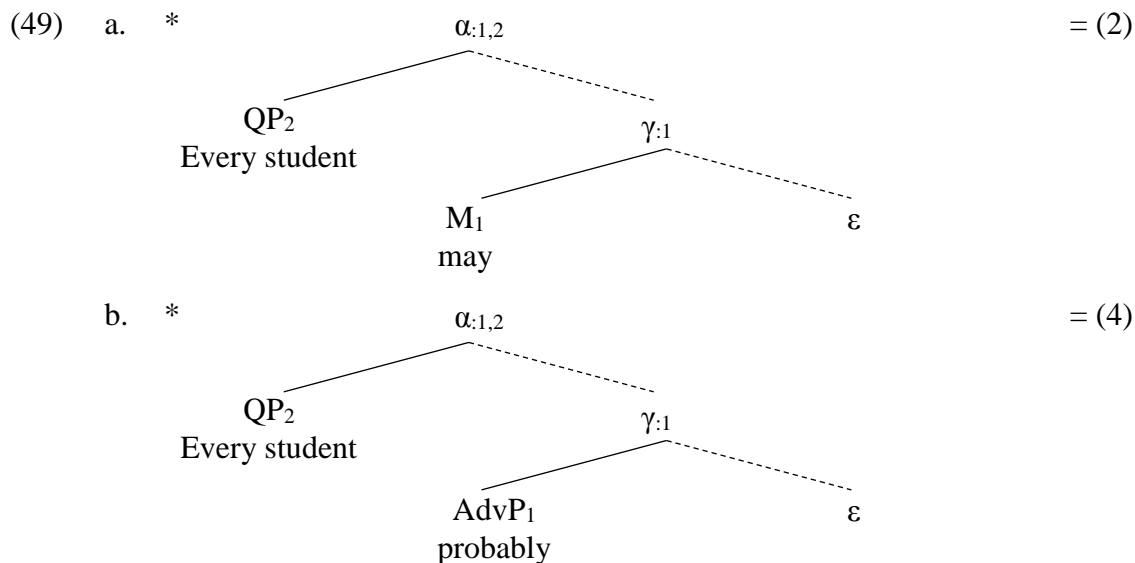 (49) a. * α:1,2 = (2)
QP2
Every student
γ:1
M1 ε
may
b. * α:1,2 = (4)
QP2
Every student
γ:1
AdvP1 ε
probably